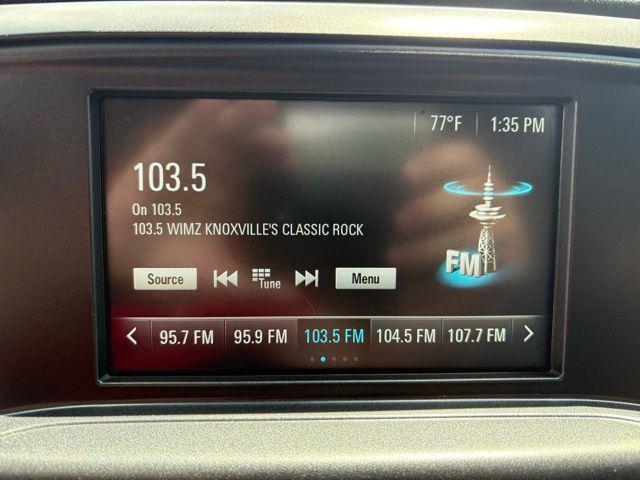 77°F 1:35 PM
103.5
On 103.5
103.5 WIMZ KNOXVILLE'S CLASSIC ROCK
FM
Source Tune Menu
95.7 FM 95.9 FM 103.5 FM 104.5 FM 107.7 FM